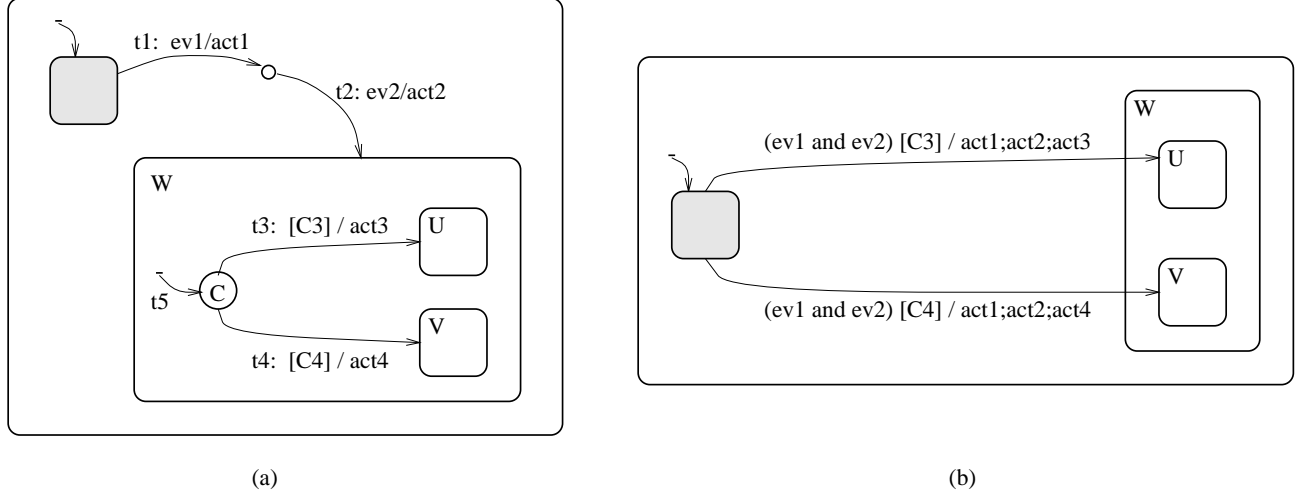 t1: ev1/act1
t2: ev2/act2
W
t3: [C3] / act3
U
C
t5
V
t4: [C4] / act4
(a)
W
(ev1 and ev2) [C3] / act1;act2;act3
U
V
(ev1 and ev2) [C4] / act1;act2;act4
(b)